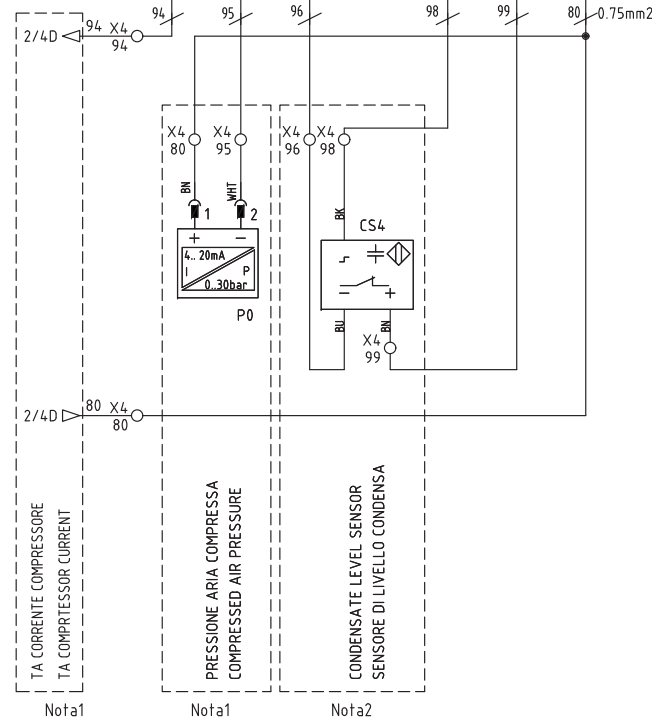 94
95
96
98
99
80
0.75mm2
2/4D
94
X4
94
X4
80
X4
95
X4
96
X4
98
BN
WHT
BK
1
2
CS4
+
−
4.. 20mA
I
P
0..30bar
P0
−
+
BU
BN
X4
99
2/4D
80
X4
80
TA CORRENTE COMPRESSORE
TA COMPRTESSOR CURRENT
PRESSIONE ARIA COMPRESSA
COMPRESSED AIR PRESSURE
CONDENSATE LEVEL SENSOR
SENSORE DI LIVELLO CONDENSA
Nota1
Nota1
Nota2